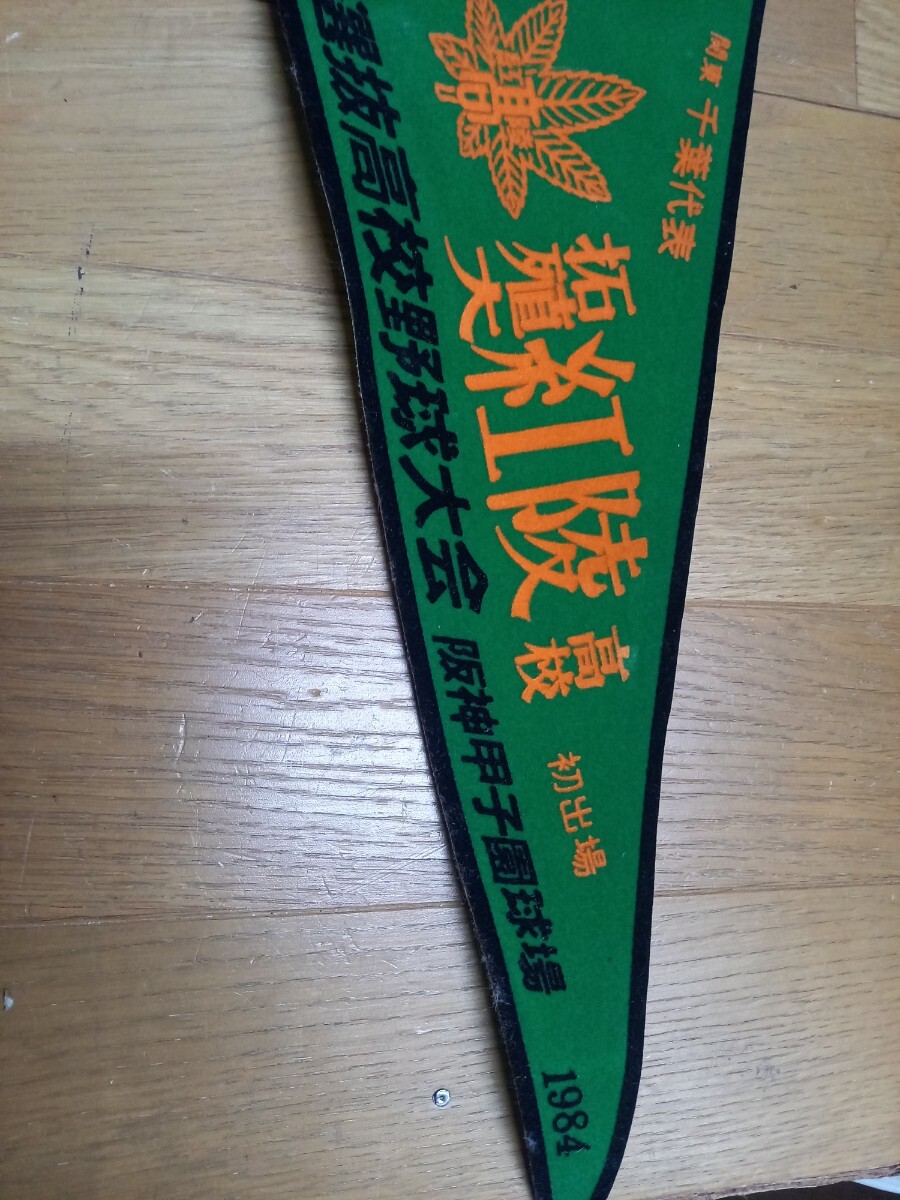 関東 千葉代表
拓殖大
紅陵
高校
初出場
選抜高校野球大会 阪神甲子園球場
1984